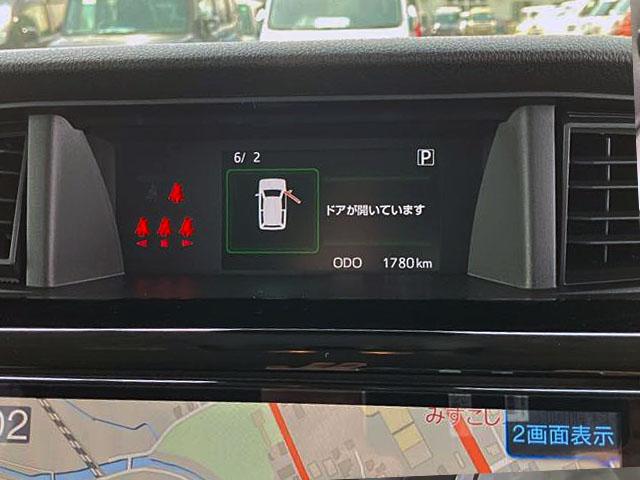 6/ 2
P
ドアが開いています
ODO 1780km
02
みすこし
2画面表示